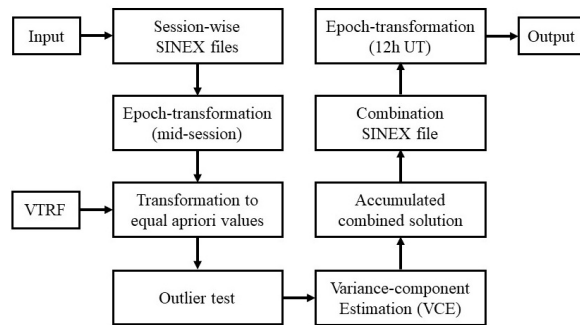 Input
Session-wise
SINEX files
Epoch-transformation
(mid-session)
VTRF
Transformation to
equal apriori values
Outlier test
Variance-component
Estimation (VCE)
Accumulated
combined solution
Combination
SINEX file
Epoch-transformation
(12h UT)
Output